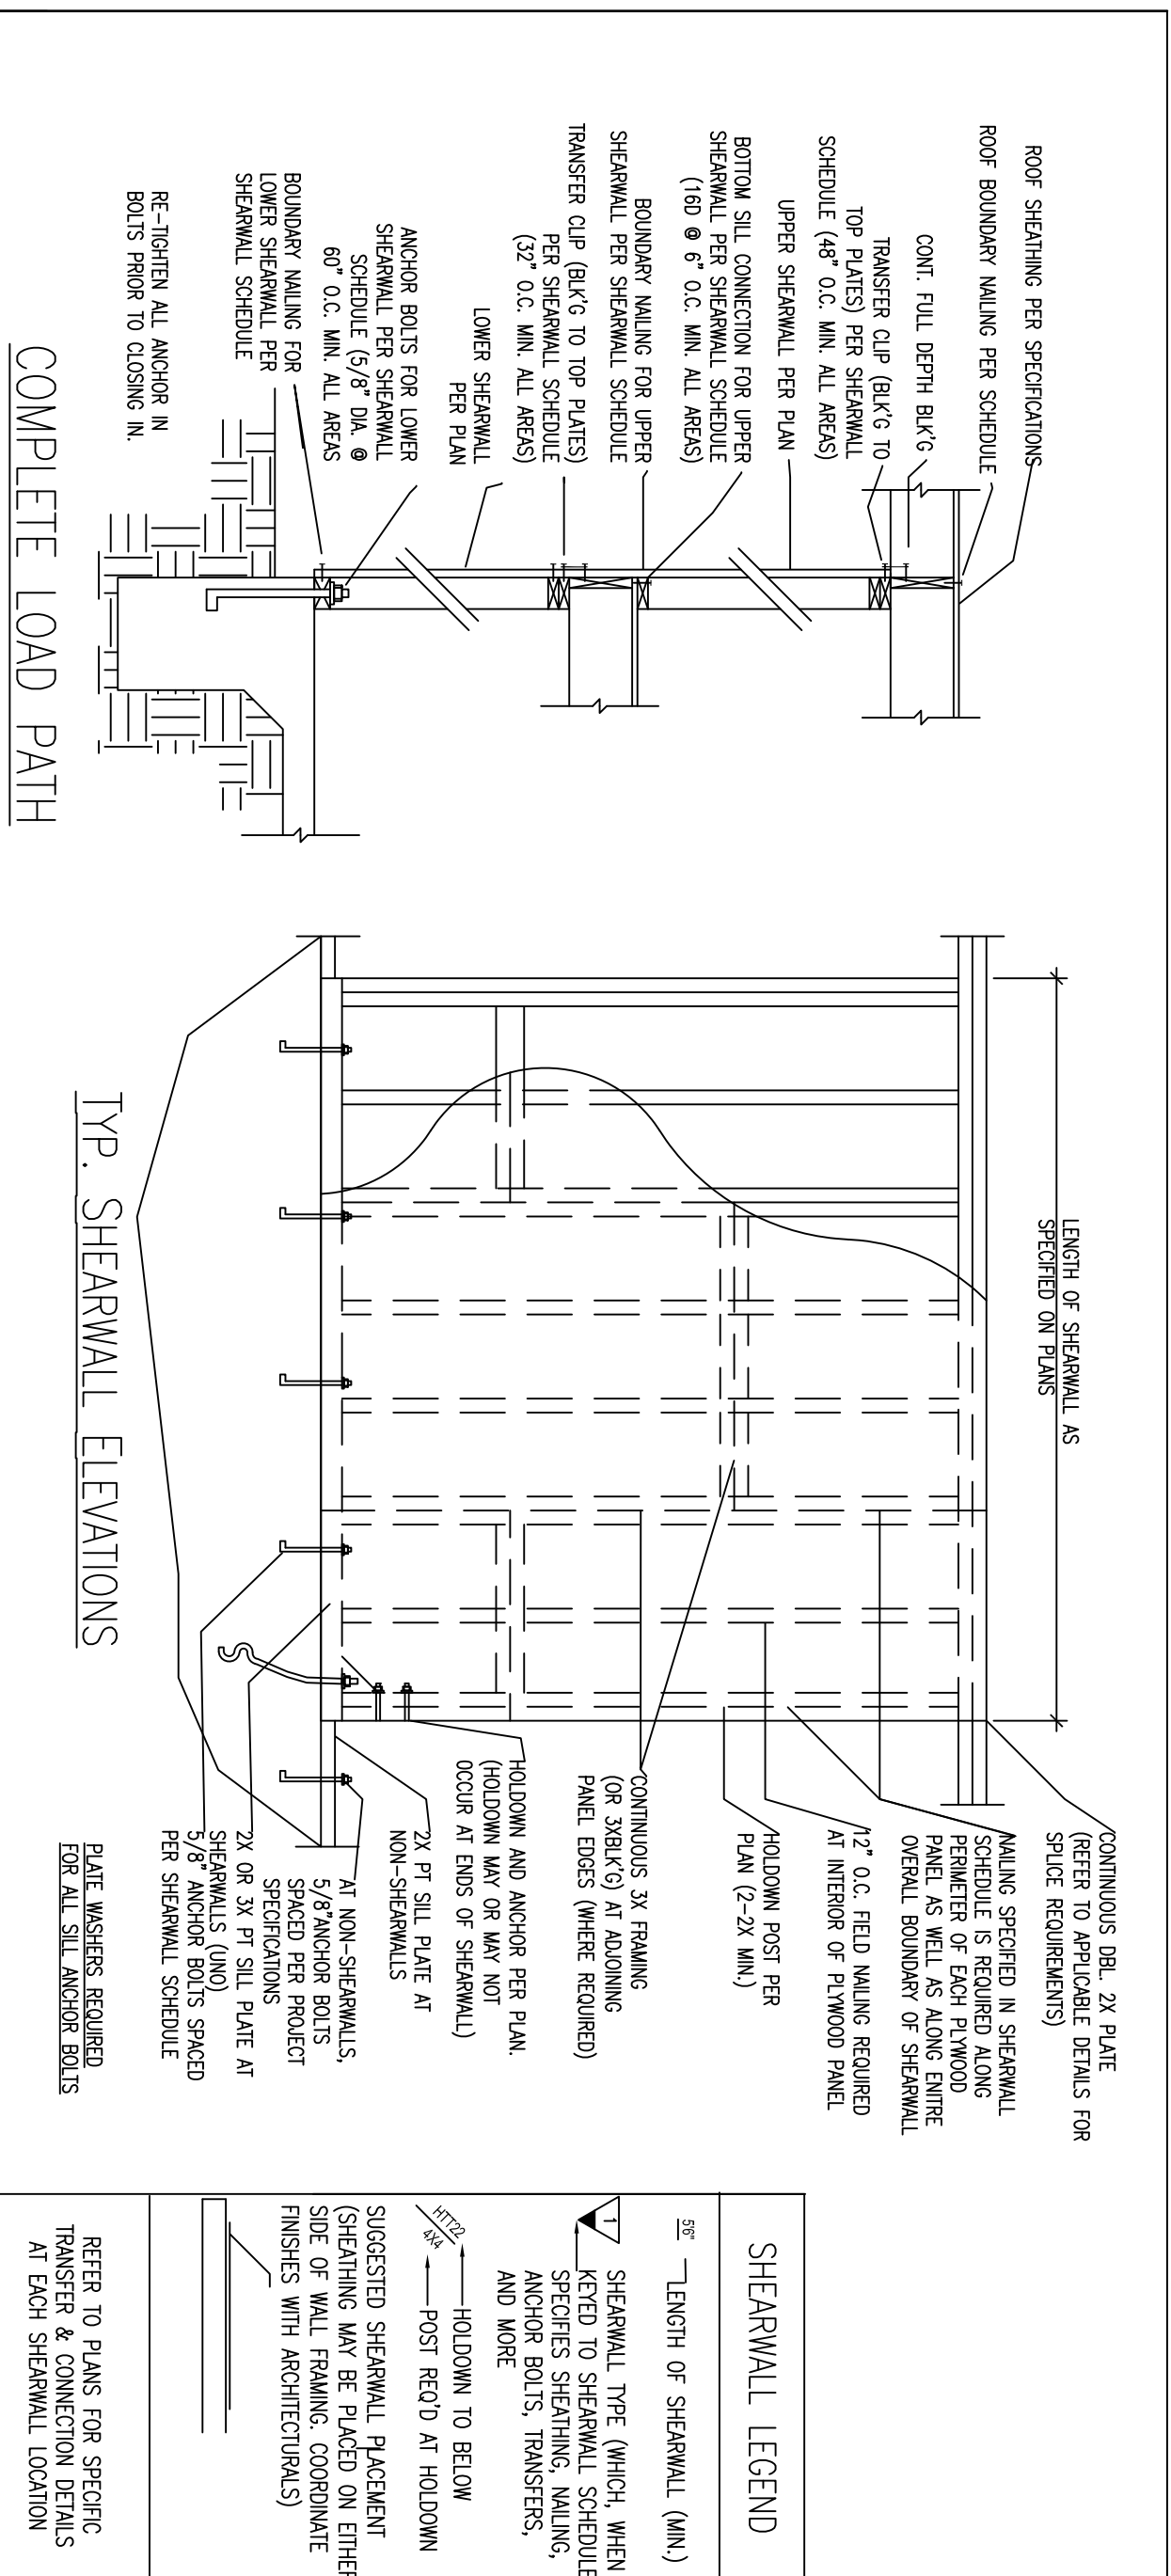 ROOF SHEATHING PER SPECIFICATIONS
ROOF BOUNDARY NAILING PER SCHEDULE
CONT. FULL DEPTH BLK'G
TRANSFER CLIP (BLK'G TO
TOP PLATES) PER SHEARWALL
SCHEDULE (48" O.C. MIN. ALL AREAS)
UPPER SHEARWALL PER PLAN
BOTTOM SILL CONNECTION FOR UPPER
SHEARWALL PER SHEARWALL SCHEDULE
(16D @ 6" O.C. MIN. ALL AREAS)
BOUNDARY NAILING FOR UPPER
SHEARWALL PER SHEARWALL SCHEDULE
TRANSFER CLIP (BLK'G TO TOP PLATES)
PER SHEARWALL SCHEDULE
(32" O.C. MIN. ALL AREAS)
LOWER SHEARWALL
PER PLAN
ANCHOR BOLTS FOR LOWER
SHEARWALL PER SHEARWALL
SCHEDULE (5/8" DIA. @
60" O.C. MIN. ALL AREAS
BOUNDARY NAILING FOR
LOWER SHEARWALL PER
SHEARWALL SCHEDULE
RE-TIGHTEN ALL ANCHOR IN
BOLTS PRIOR TO CLOSING IN.
COMPLETE LOAD PATH
LENGTH OF SHEARWALL AS
SPECIFIED ON PLANS
CONTINUOUS DBL. 2X PLATE
(REFER TO APPLICABLE DETAILS FOR
SPLICE REQUIREMENTS)
NAILING SPECIFIED IN SHEARWALL
SCHEDULE IS REQUIRED ALONG
PERIMETER OF EACH PLYWOOD
PANEL AS WELL AS ALONG ENITRE
OVERALL BOUNDARY OF SHEARWALL
12" O.C. FIELD NAILING REQUIRED
AT INTERIOR OF PLYWOOD PANEL
HOLDOWN POST PER
PLAN (2-2X MIN.)
CONTINUOUS 3X FRAMING
(OR 3XBLK'G) AT ADJOINING
PANEL EDGES (WHERE REQUIRED)
HOLDOWN AND ANCHOR PER PLAN.
(HOLDOWN MAY OR MAY NOT
OCCUR AT ENDS OF SHEARWALL)
2X PT SILL PLATE AT
NON-SHEARWALLS
AT NON-SHEARWALLS,
5/8"ANCHOR BOLTS
SPACED PER PROJECT
SPECIFICATIONS
2X OR 3X PT SILL PLATE AT
SHEARWALLS (UNO)
5/8" ANCHOR BOLTS SPACED
PER SHEARWALL SCHEDULE
TYP. SHEARWALL ELEVATIONS
PLATE WASHERS REQUIRED
FOR ALL SILL ANCHOR BOLTS
SHEARWALL LEGEND
5'6"
LENGTH OF SHEARWALL (MIN.)
1
SHEARWALL TYPE (WHICH, WHEN
KEYED TO SHEARWALL SCHEDULE
SPECIFIES SHEATHING, NAILING,
ANCHOR BOLTS, TRANSFERS,
AND MORE
HTT22
4X4
HOLDOWN TO BELOW
POST REQ'D AT HOLDOWN
SUGGESTED SHEARWALL PLACEMENT
(SHEATHING MAY BE PLACED ON EITHER
SIDE OF WALL FRAMING. COORDINATE
FINISHES WITH ARCHITECTURALS)
REFER TO PLANS FOR SPECIFIC
TRANSFER & CONNECTION DETAILS
AT EACH SHEARWALL LOCATION